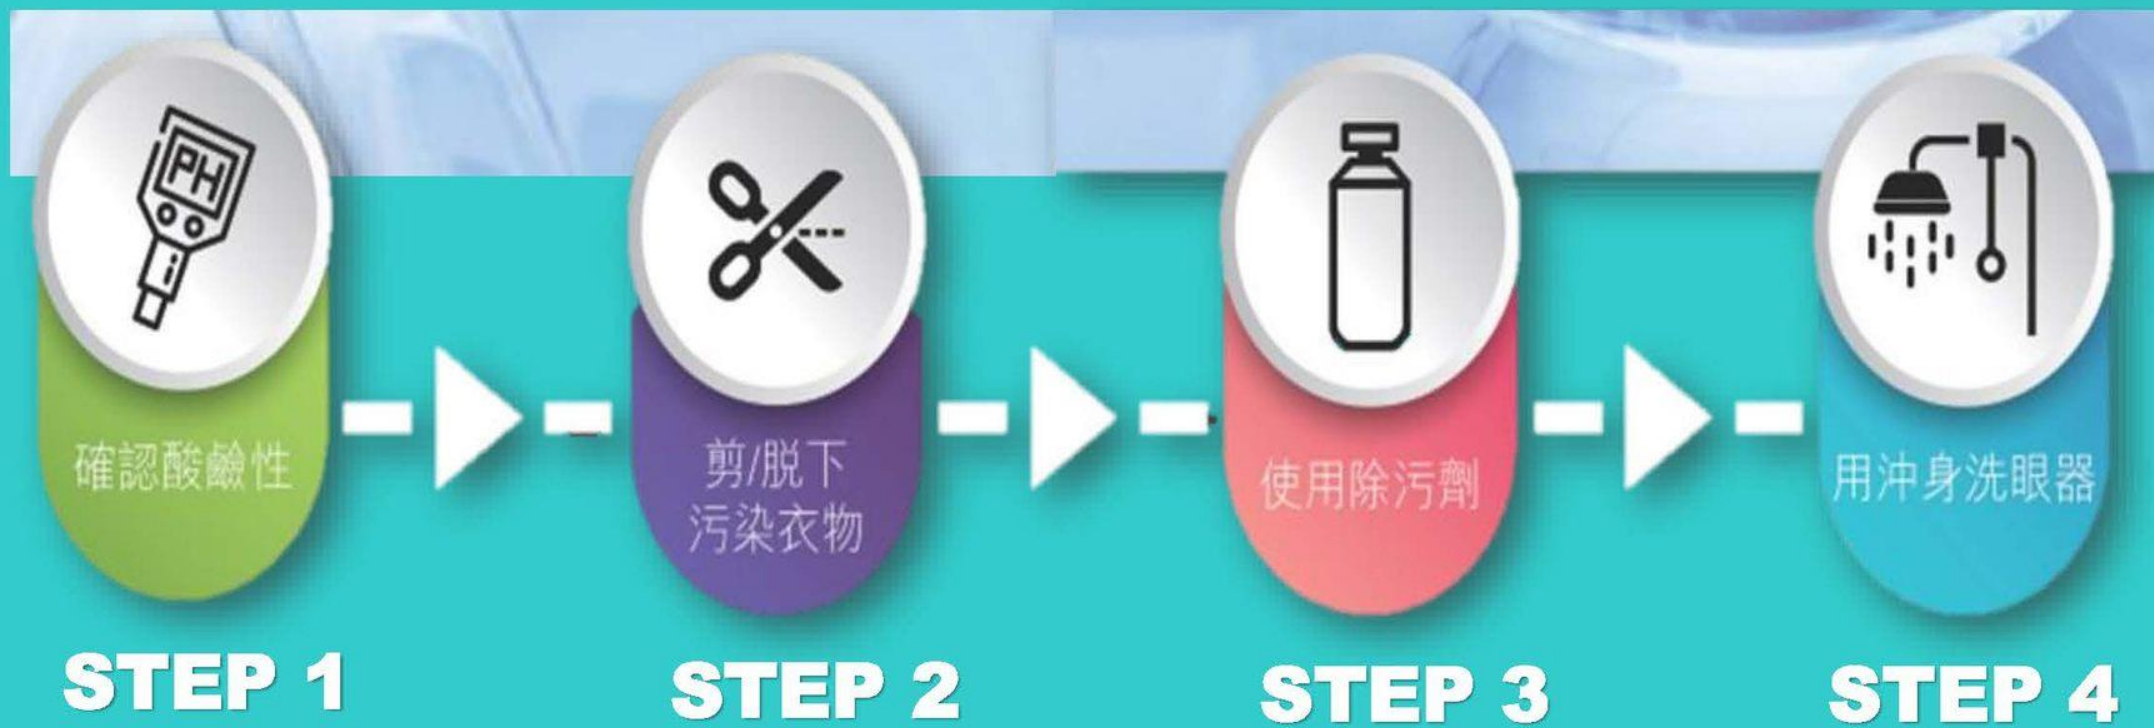 PH
確認酸鹼性
剪/脫下
污染衣物
使用除污劑
用沖身洗眼器
STEP 1
STEP 2
STEP 3
STEP 4